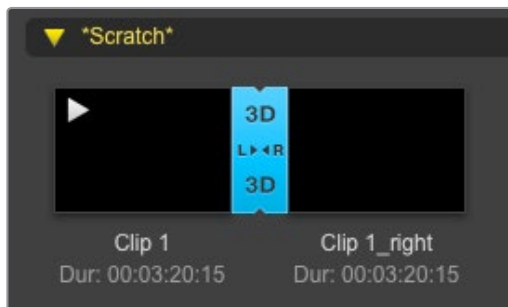 *Scratch*
3D
L R
3D
Clip 1 Clip 1_right
Dur: 00:03:20:15 Dur: 00:03:20:15